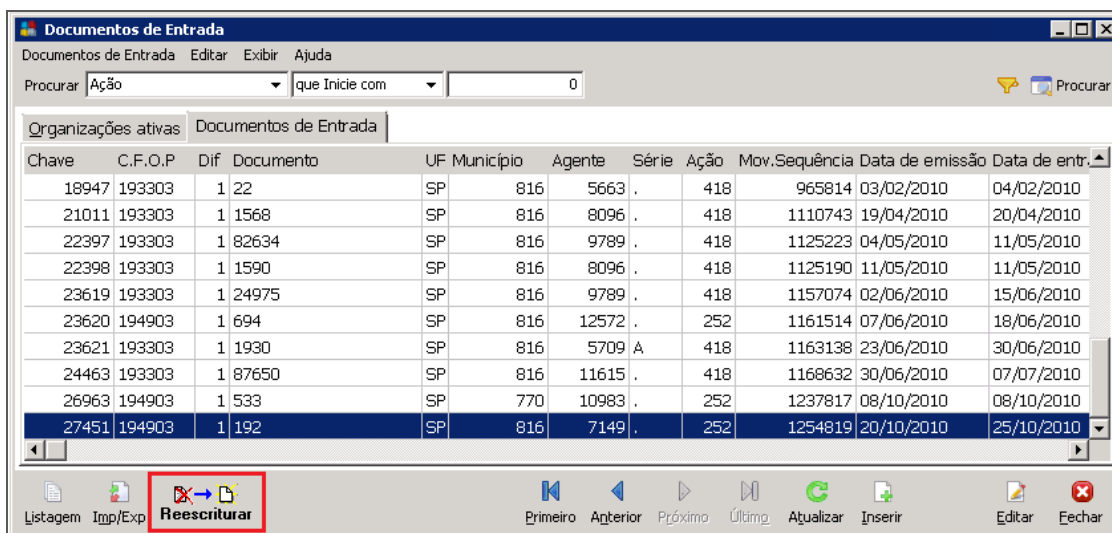 Documentos de Entrada
Documentos de Entrada Editar Exibir Ajuda
Procurar Ação que Inicie com 0 Procurar
Organizações ativas Documentos de Entrada
Chave C.F.O.P Dif Documento UF Município Agente Série Ação Mov.Sequência Data de emissão Data de entr.
18947 193303 1 22 SP 816 5663 . 418 965814 03/02/2010 04/02/2010
21011 193303 1 1568 SP 816 8096 . 418 1110743 19/04/2010 20/04/2010
22397 193303 1 82634 SP 816 9789 . 418 1125223 04/05/2010 11/05/2010
22398 193303 1 1590 SP 816 8096 . 418 1125190 11/05/2010 11/05/2010
23619 193303 1 24975 SP 816 9789 . 418 1157074 02/06/2010 15/06/2010
23620 194903 1 694 SP 816 12572 . 252 1161514 07/06/2010 18/06/2010
23621 193303 1 1930 SP 816 5709 A 418 1163138 23/06/2010 30/06/2010
24463 193303 1 87650 SP 816 11615 . 418 1168632 30/06/2010 07/07/2010
26963 194903 1 533 SP 770 10983 . 252 1237817 08/10/2010 08/10/2010
27451 194903 1 192 SP 816 7149 . 252 1254819 20/10/2010 25/10/2010
Listagem Imp/Exp Reescriturar Primeiro Anterior Próximo Último Atualizar Inserir Editar Fechar